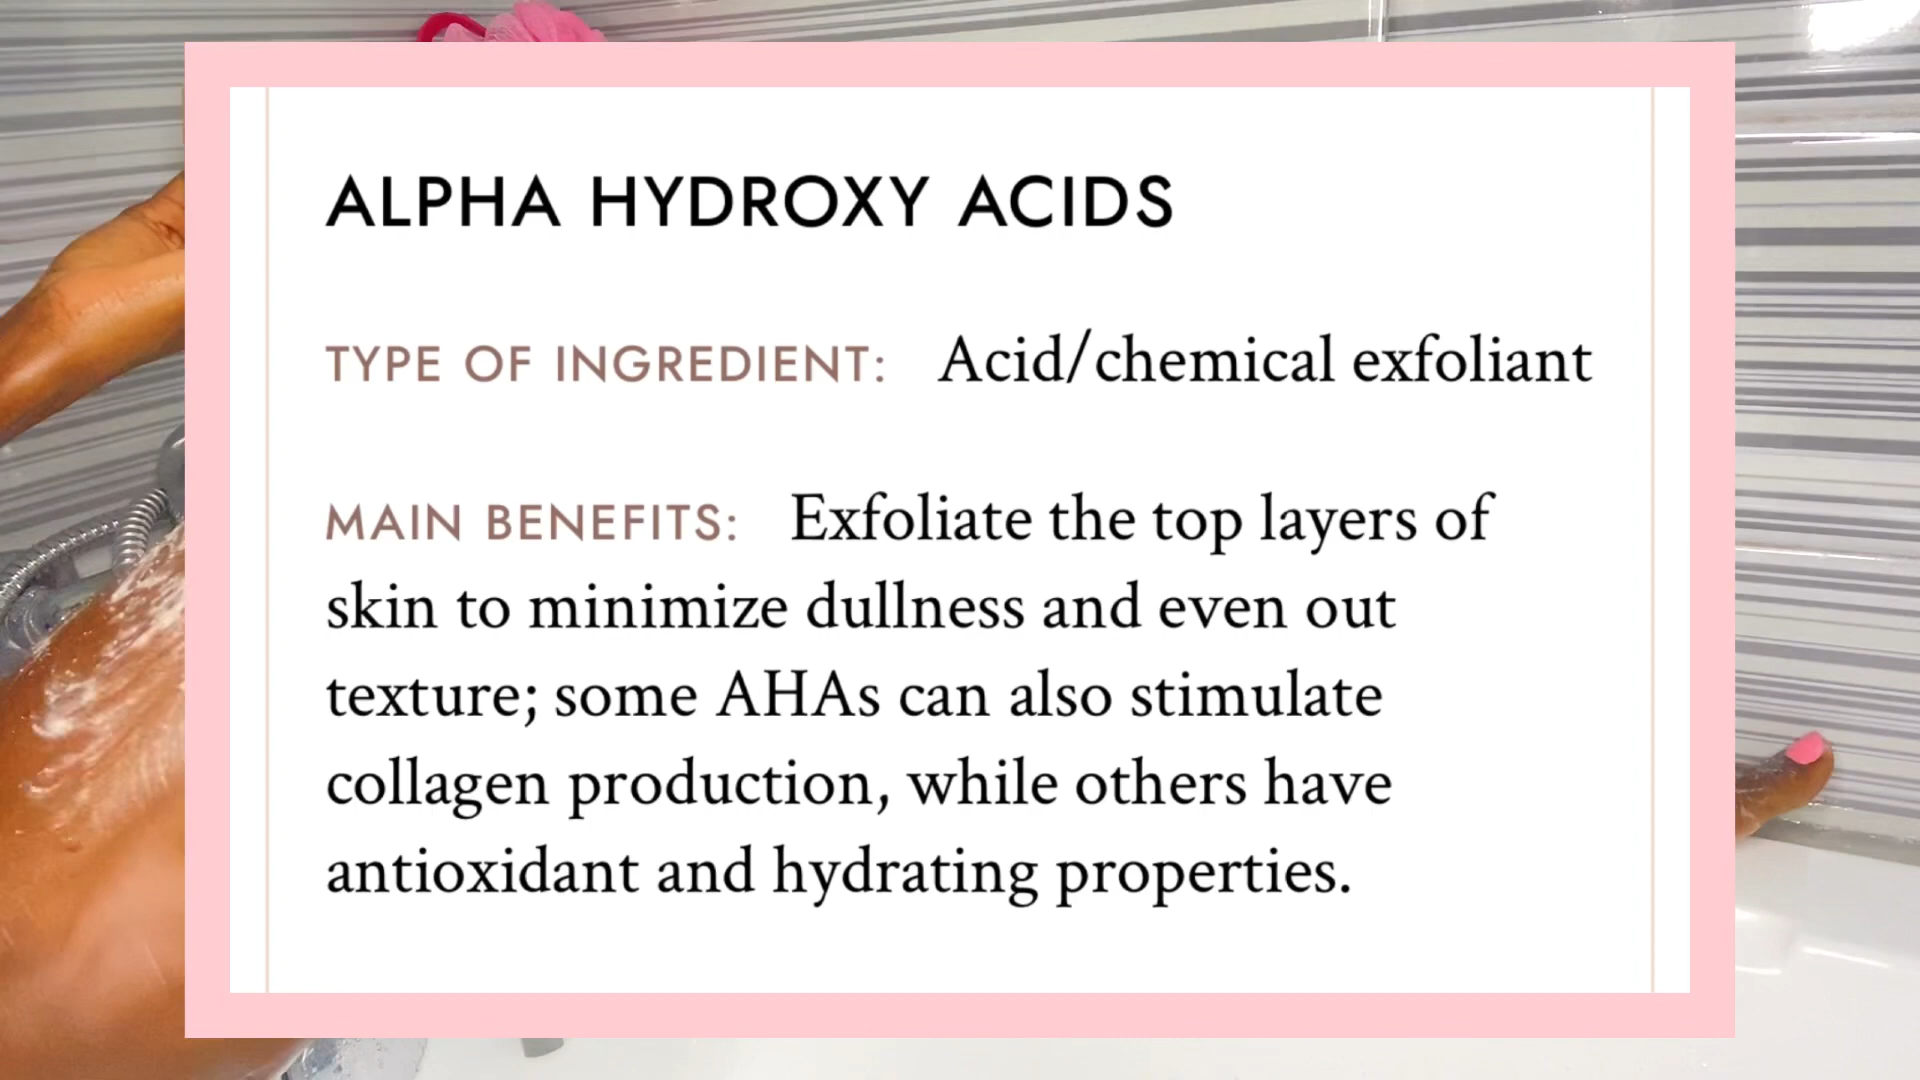 ALPHA HYDROXY ACIDS
TYPE OF INGREDIENT: Acid/chemical exfoliant
MAIN BENEFITS: Exfoliate the top layers of
skin to minimize dullness and even out
texture; some AHAs can also stimulate
collagen production, while others have
antioxidant and hydrating properties.